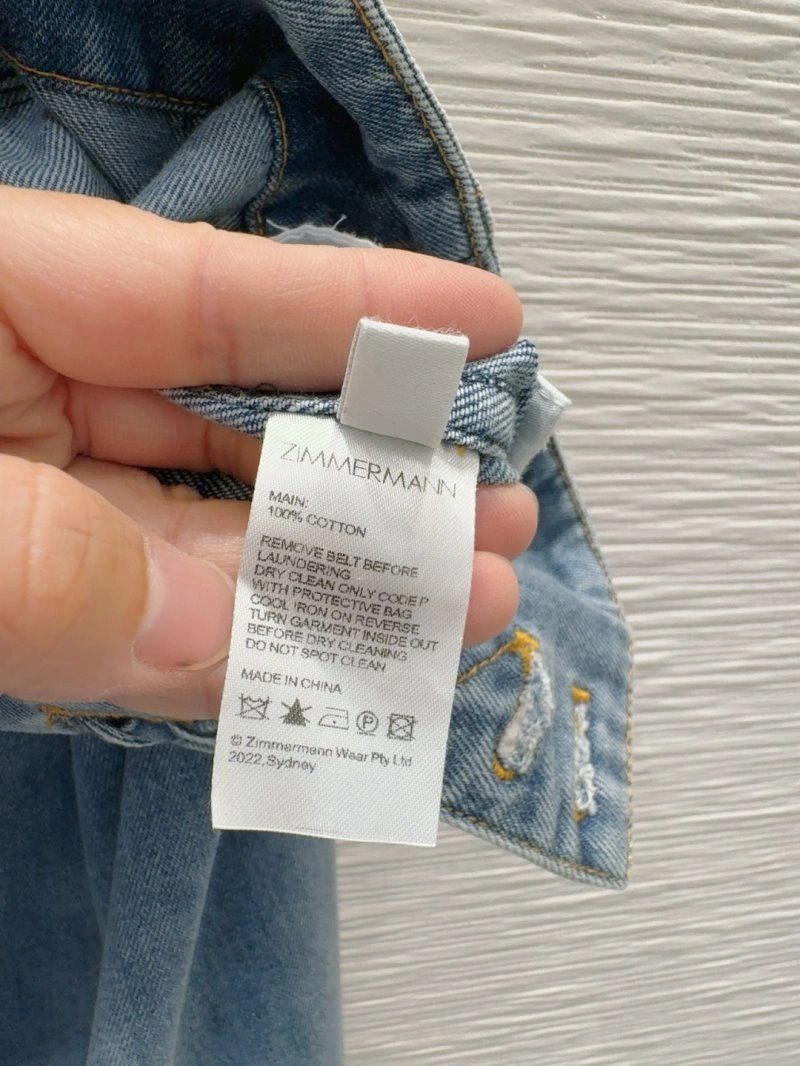 ZIMMERMANN
MAIN:
100% COTTON
REMOVE BELT BEFORE
LAUNDERING
DRY CLEAN ONLY CODE P
WITH PROTECTIVE BAG
COOL IRON ON REVERSE
TURN GARMENT INSIDE OUT
BEFORE DRY CLEANING
DO NOT SPOT CLEAN
MADE IN CHINA
P
© Zimmermann Wear Pty Ltd
2022,Sydney